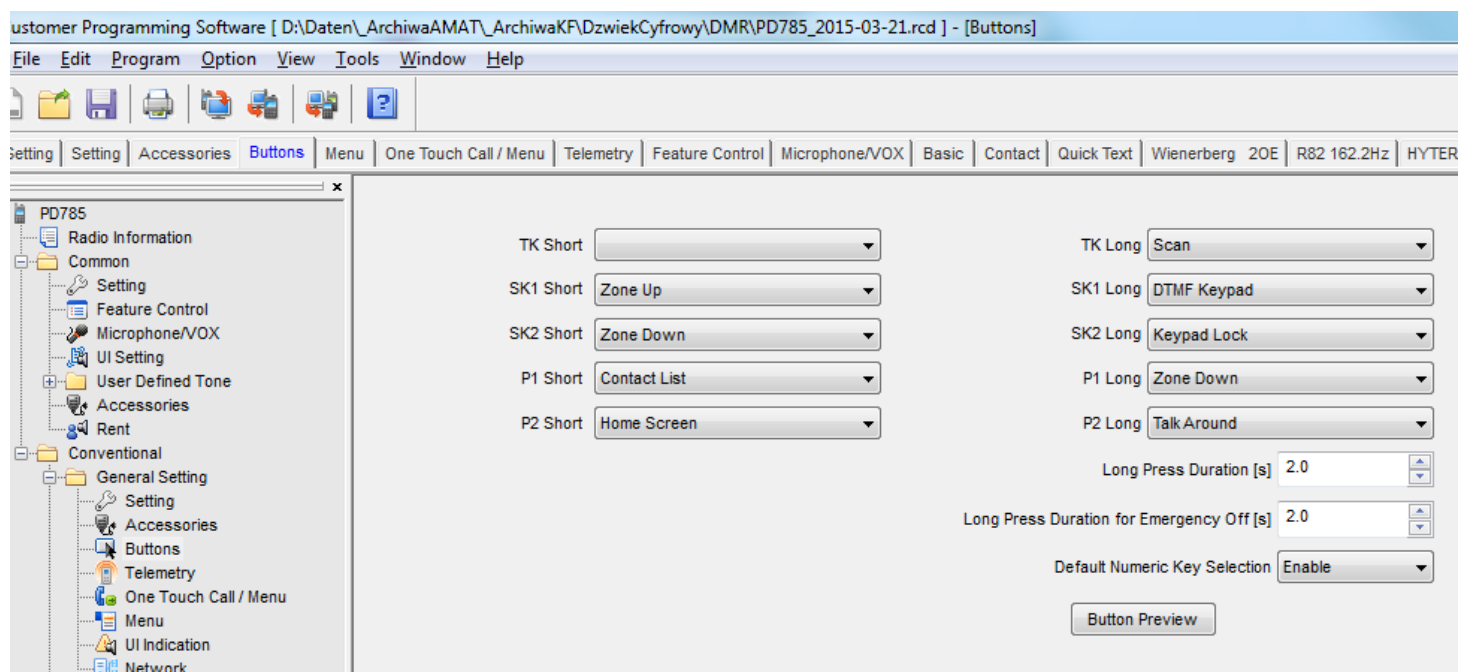 ustomer Programming Software [ D:\Daten\_ArchiwaAMAT\_ArchiwaKF\DzwiekCyfrowy\DMR\PD785_2015-03-21.rcd ] - [Buttons]
File Edit Program Option View Tools Window Help
Setting Setting Accessories Buttons Menu One Touch Call / Menu Telemetry Feature Control Microphone/VOX Basic Contact Quick Text Wienerberg 2OE R82 162.2Hz HYTER
x
PD785
Radio Information
Common
Setting
Feature Control
Microphone/VOX
UI Setting
User Defined Tone
Accessories
Rent
Conventional
General Setting
Setting
Accessories
Buttons
Telemetry
One Touch Call / Menu
Menu
UI Indication
Network
TK Short
TK Long Scan
SK1 Short Zone Up
SK1 Long DTMF Keypad
SK2 Short Zone Down
SK2 Long Keypad Lock
P1 Short Contact List
P1 Long Zone Down
P2 Short Home Screen
P2 Long Talk Around
Long Press Duration [s] 2.0
Long Press Duration for Emergency Off [s] 2.0
Default Numeric Key Selection Enable
Button Preview